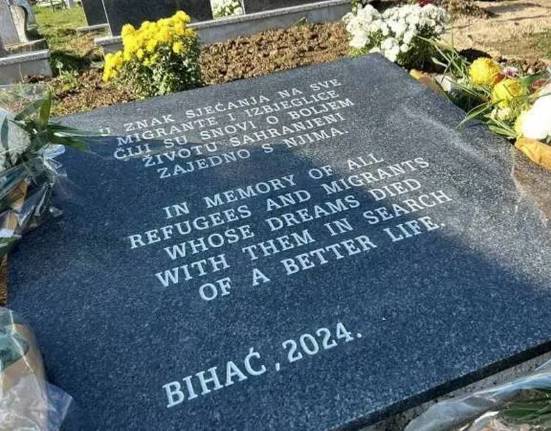 U ZNAK SJEĆANJA NA SVE
MIGRANTE I IZBJEGLICE
ČIJI SU SNOVI O BOLJEM
ŽIVOTU SAHRANJENI
ZAJEDNO S NJIMA.
IN MEMORY OF ALL
REFUGEES AND MIGRANTS
WHOSE DREAMS DIED
WITH THEM IN SEARCH
OF A BETTER LIFE.
BIHAĆ, 2024.